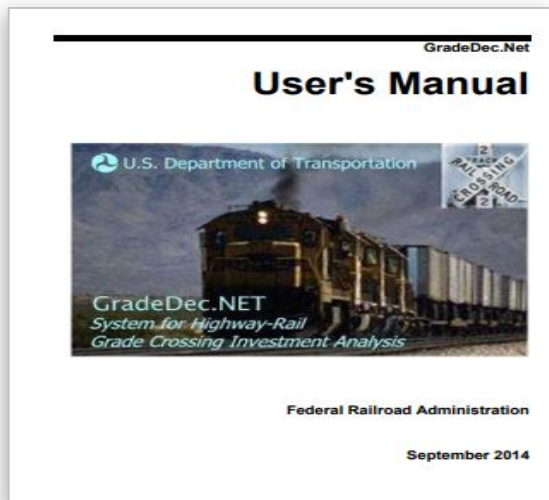 GradeDec.Net
User's Manual
U.S. Department of Transportation
2
TRACK
RAIL ROAD
CROSSING
2
GradeDec.NET
System for Highway-Rail
Grade Crossing Investment Analysis
Federal Railroad Administration
September 2014